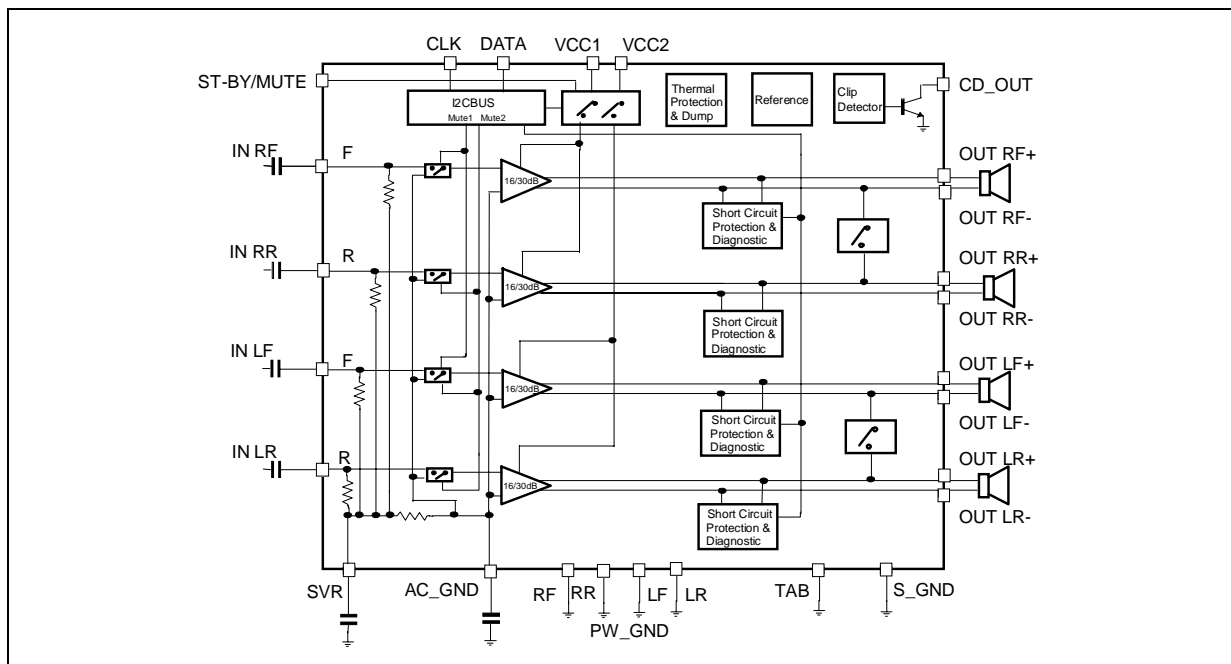 CLK DATA VCC1 VCC2
ST-BY/MUTE
I2CBUS
Mute1 Mute2
Thermal
Protection
& Dump
Reference
Clip
Detector
CD_OUT
IN RF
F
16/30dB
OUT RF+
Short Circuit
Protection &
Diagnostic
OUT RF-
IN RR
R
16/30dB
OUT RR+
Short Circuit
Protection &
Diagnostic
OUT RR-
IN LF
F
16/30dB
OUT LF+
Short Circuit
Protection &
Diagnostic
OUT LF-
IN LR
R
16/30dB
OUT LR+
Short Circuit
Protection &
Diagnostic
OUT LR-
SVR AC_GND RF RR LF LR TAB S_GND
PW_GND